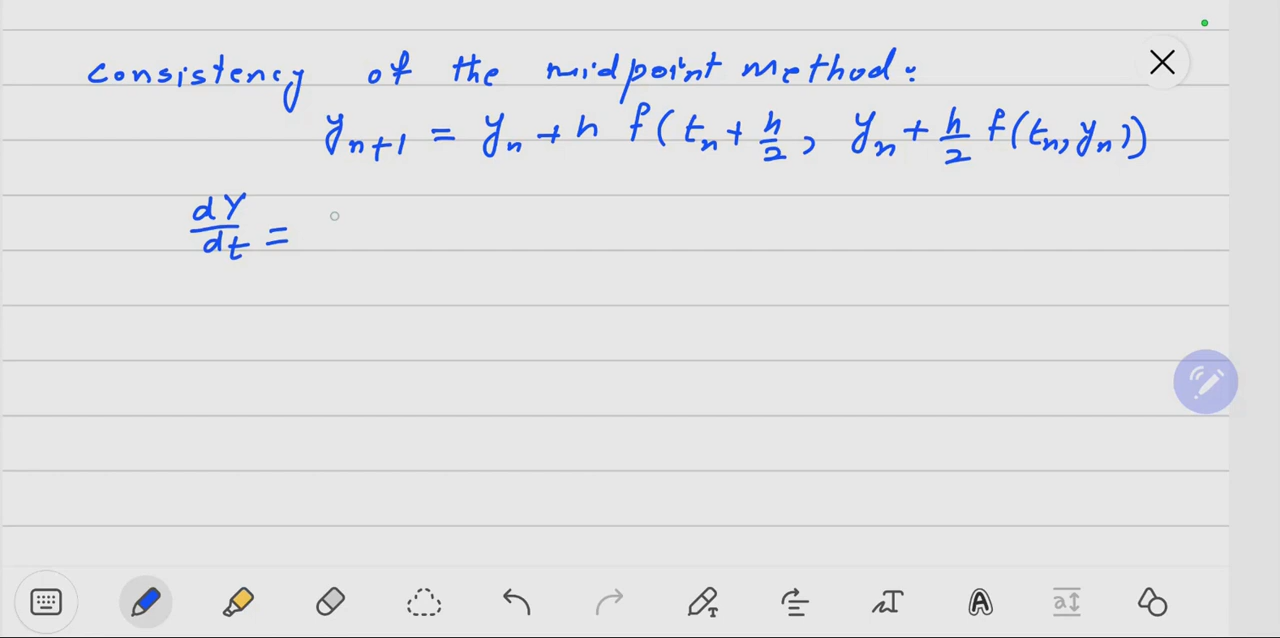 consistency of the midpoint method:
y_{n+1} = y_n + h f(t_n + h/2, y_n + h/2 f(t_n, y_n))
dY/dt =